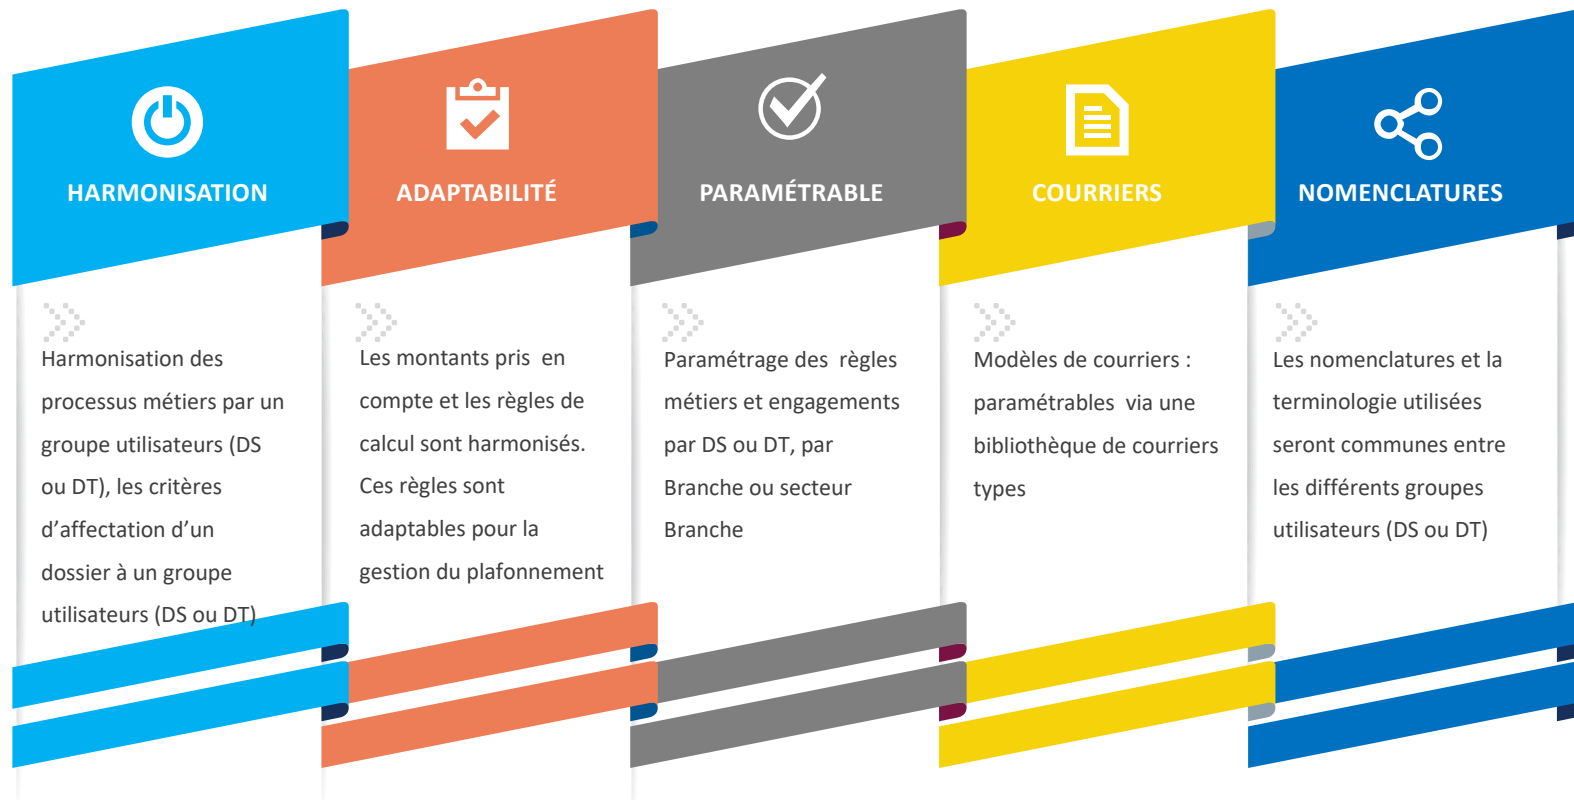 HARMONISATION
Harmonisation des
processus métiers par un
groupe utilisateurs (DS
ou DT), les critères
d’affectation d’un
dossier à un groupe
utilisateurs (DS ou DT)
ADAPTABILITÉ
Les montants pris en
compte et les règles de
calcul sont harmonisés.
Ces règles sont
adaptables pour la
gestion du plafonnement
PARAMÉTRABLE
Paramétrage des règles
métiers et engagements
par DS ou DT, par
Branche ou secteur
Branche
COURRIERS
Modèles de courriers :
paramétrables via une
bibliothèque de courriers
types
NOMENCLATURES
Les nomenclatures et la
terminologie utilisées
seront communes entre
les différents groupes
utilisateurs (DS ou DT)